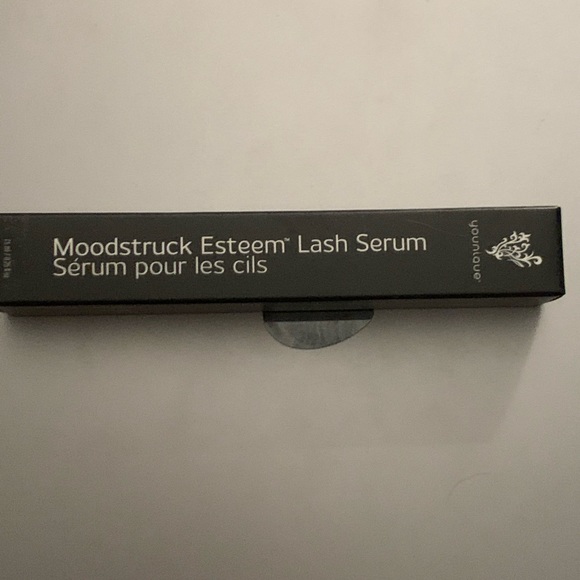 Moodstruck Esteem™ Lash Serum
Sérum pour les cils
younique